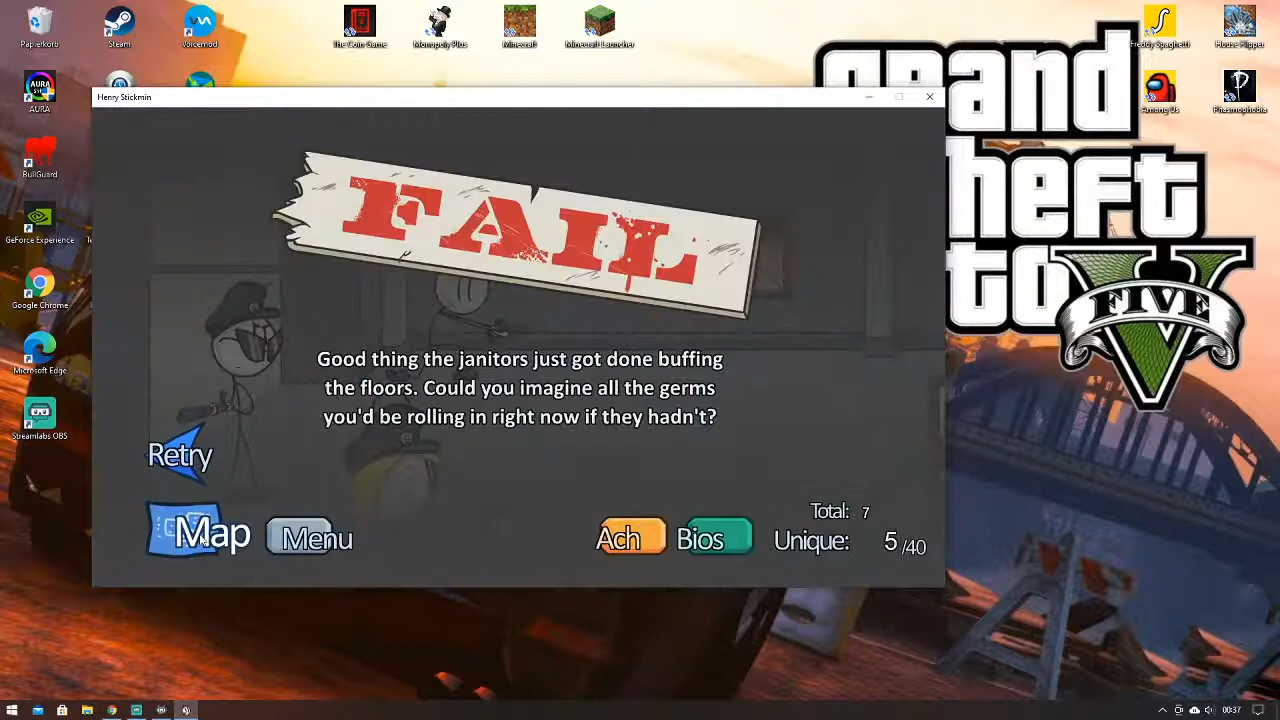 Papierkorb
Steam
Voicemod
The Coin Game
Monopoly Plus
Minecraft
Minecraft Launcher
Freddy Spaghetti
House Flipper
AURA
Among Us
Phasmophobia
BullGuard
GeForce Experience
Google Chrome
Microsoft Edge
Streamlabs OBS
grand
theft
auto
V
FIVE
Henry Stickmin
FAIL
Good thing the janitors just got done buffing
the floors. Could you imagine all the germs
you'd be rolling in right now if they hadn't?
Retry
Map
Menu
Ach
Bios
Total: 7
Unique: 5 /40
00:37